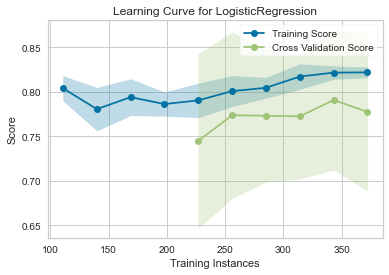 Learning Curve for LogisticRegression
Training Score
Cross Validation Score
Score
0.85
0.80
0.75
0.70
0.65
100
150
200
250
300
350
Training Instances